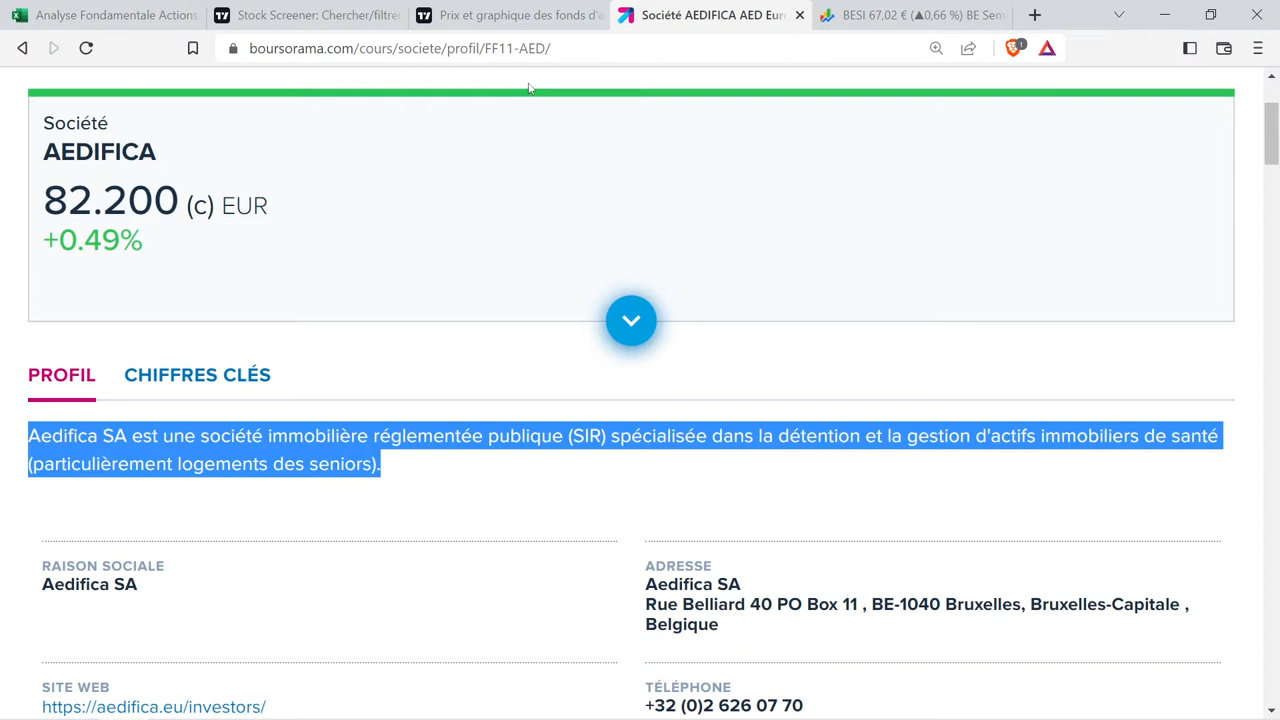 Analyse Fondamentale Actions
Stock Screener: Chercher, filtre
Prix et graphique des fonds d'a
Société AEDIFICA AED Eur
BESI 67,02 € (▲0,66 %) BE Sem
boursorama.com/cours/societe/profil/FF11-AED/
1
Société
AEDIFICA
82.200 (c) EUR
+0.49%
PROFIL CHIFFRES CLÉS
Aedifica SA est une société immobilière réglementée publique (SIR) spécialisée dans la détention et la gestion d'actifs immobiliers de santé
(particulièrement logements des seniors).
RAISON SOCIALE
Aedifica SA
ADRESSE
Aedifica SA
Rue Belliard 40 PO Box 11 , BE-1040 Bruxelles, Bruxelles-Capitale ,
Belgique
SITE WEB
https://aedifica.eu/investors/
TÉLÉPHONE
+32 (0)2 626 07 70